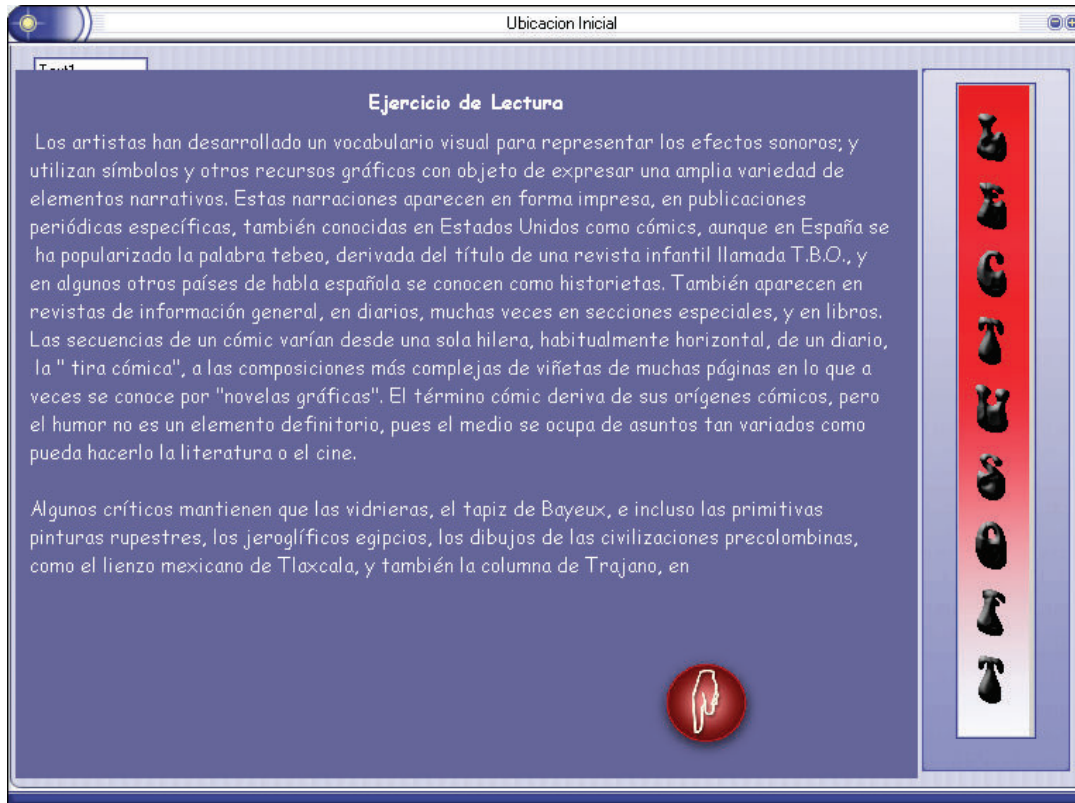 Ubicacion Inicial
Text1
Ejercicio de Lectura
Los artistas han desarrollado un vocabulario visual para representar los efectos sonoros; y
utilizan símbolos y otros recursos gráficos con objeto de expresar una amplia variedad de
elementos narrativos. Estas narraciones aparecen en forma impresa, en publicaciones
periódicas específicas, también conocidas en Estados Unidos como cómics, aunque en España se
ha popularizado la palabra tebeo, derivada del título de una revista infantil llamada T.B.O., y
en algunos otros países de habla española se conocen como historietas. También aparecen en
revistas de información general, en diarios, muchas veces en secciones especiales, y en libros.
Las secuencias de un cómic varían desde una sola hilera, habitualmente horizontal, de un diario,
la " tira cómica", a las composiciones más complejas de viñetas de muchas páginas en lo que a
veces se conoce por "novelas gráficas". El término cómic deriva de sus orígenes cómicos, pero
el humor no es un elemento definitorio, pues el medio se ocupa de asuntos tan variados como
pueda hacerlo la literatura o el cine.
Algunos críticos mantienen que las vidrieras, el tapiz de Bayeux, e incluso las primitivas
pinturas rupestres, los jeroglíficos egipcios, los dibujos de las civilizaciones precolombinas,
como el lienzo mexicano de Tlaxcala, y también la columna de Trajano, en
LECTUSOFT